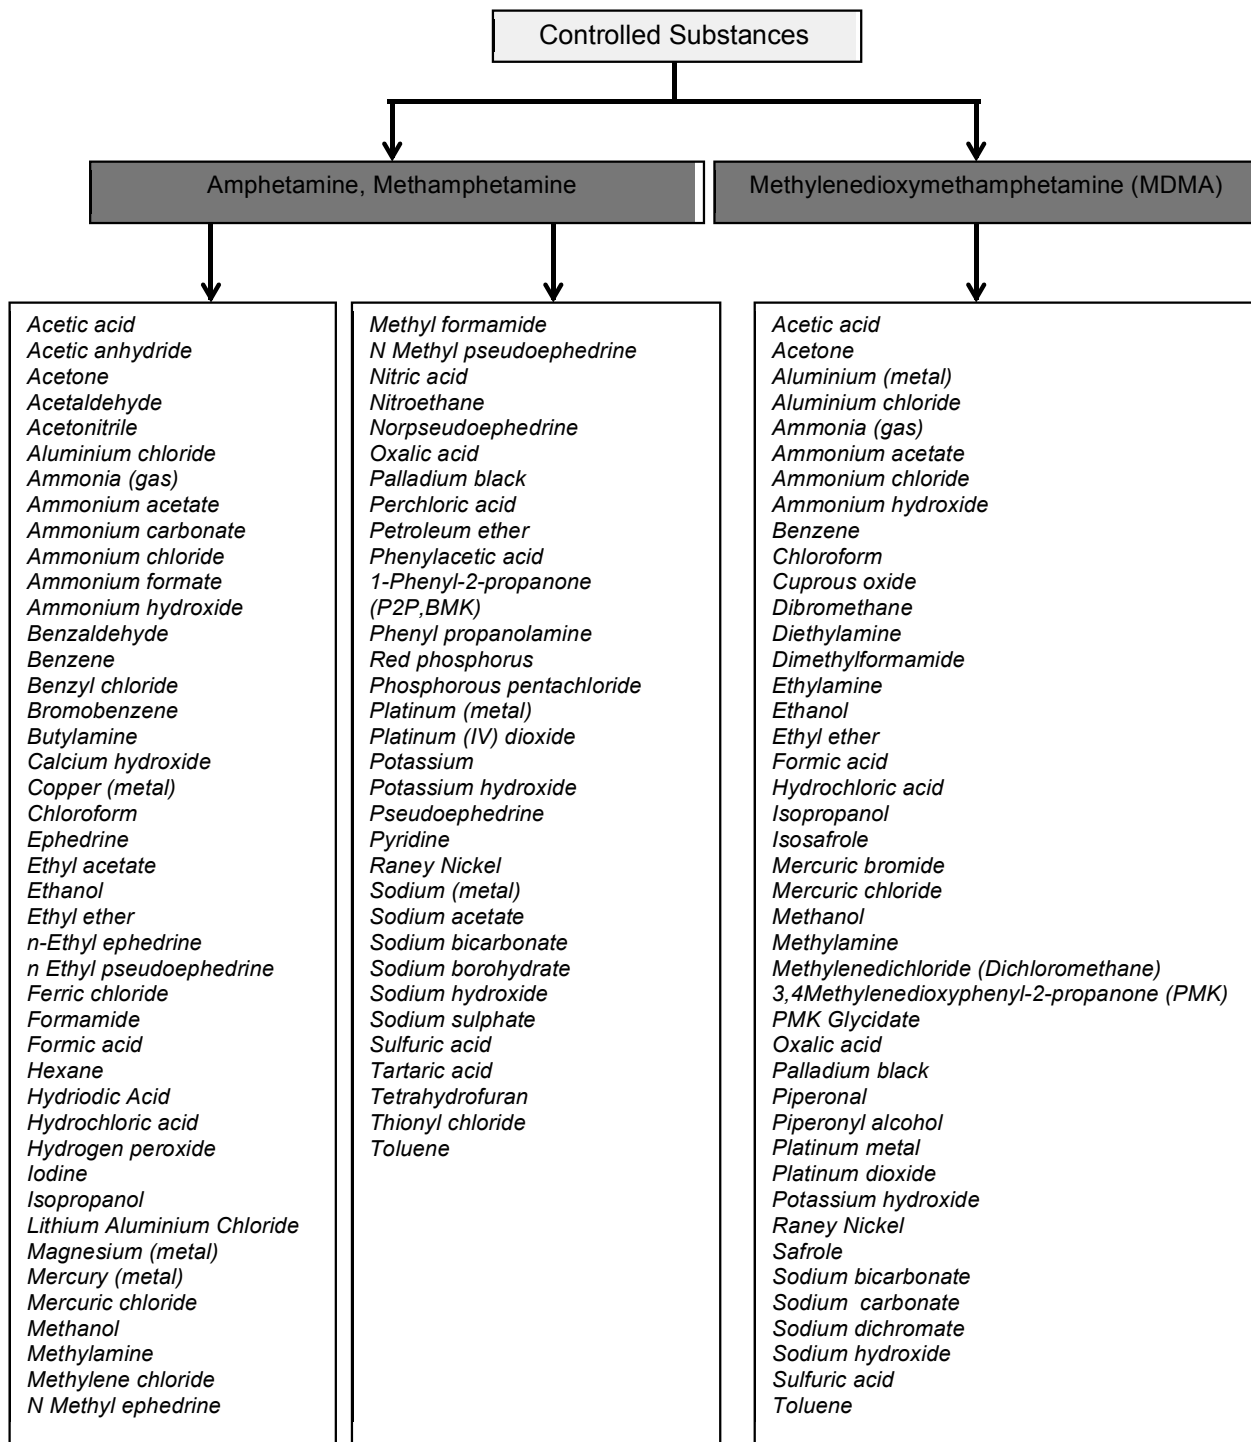 Controlled Substances
Amphetamine, Methamphetamine
Methylenedioxymethamphetamine (MDMA)
Acetic acid
Acetic anhydride
Acetone
Acetaldehyde
Acetonitrile
Aluminium chloride
Ammonia (gas)
Ammonium acetate
Ammonium carbonate
Ammonium chloride
Ammonium formate
Ammonium hydroxide
Benzaldehyde
Benzene
Benzyl chloride
Bromobenzene
Butylamine
Calcium hydroxide
Copper (metal)
Chloroform
Ephedrine
Ethyl acetate
Ethanol
Ethyl ether
n-Ethyl ephedrine
n Ethyl pseudoephedrine
Ferric chloride
Formamide
Formic acid
Hexane
Hydriodic Acid
Hydrochloric acid
Hydrogen peroxide
Iodine
Isopropanol
Lithium Aluminium Chloride
Magnesium (metal)
Mercury (metal)
Mercuric chloride
Methanol
Methylamine
Methylene chloride
N Methyl ephedrine
Methyl formamide
N Methyl pseudoephedrine
Nitric acid
Nitroethane
Norpseudoephedrine
Oxalic acid
Palladium black
Perchloric acid
Petroleum ether
Phenylacetic acid
1-Phenyl-2-propanone
(P2P,BMK)
Phenyl propanolamine
Red phosphorus
Phosphorous pentachloride
Platinum (metal)
Platinum (IV) dioxide
Potassium
Potassium hydroxide
Pseudoephedrine
Pyridine
Raney Nickel
Sodium (metal)
Sodium acetate
Sodium bicarbonate
Sodium borohydrate
Sodium hydroxide
Sodium sulphate
Sulfuric acid
Tartaric acid
Tetrahydrofuran
Thionyl chloride
Toluene
Acetic acid
Acetone
Aluminium (metal)
Aluminium chloride
Ammonia (gas)
Ammonium acetate
Ammonium chloride
Ammonium hydroxide
Benzene
Chloroform
Cuprous oxide
Dibromethane
Diethylamine
Dimethylformamide
Ethylamine
Ethanol
Ethyl ether
Formic acid
Hydrochloric acid
Isopropanol
Isosafrole
Mercuric bromide
Mercuric chloride
Methanol
Methylamine
Methylenedichloride (Dichloromethane)
3,4Methylenedioxyphenyl-2-propanone (PMK)
PMK Glycidate
Oxalic acid
Palladium black
Piperonal
Piperonyl alcohol
Platinum metal
Platinum dioxide
Potassium hydroxide
Raney Nickel
Safrole
Sodium bicarbonate
Sodium  carbonate
Sodium dichromate
Sodium hydroxide
Sulfuric acid
Toluene